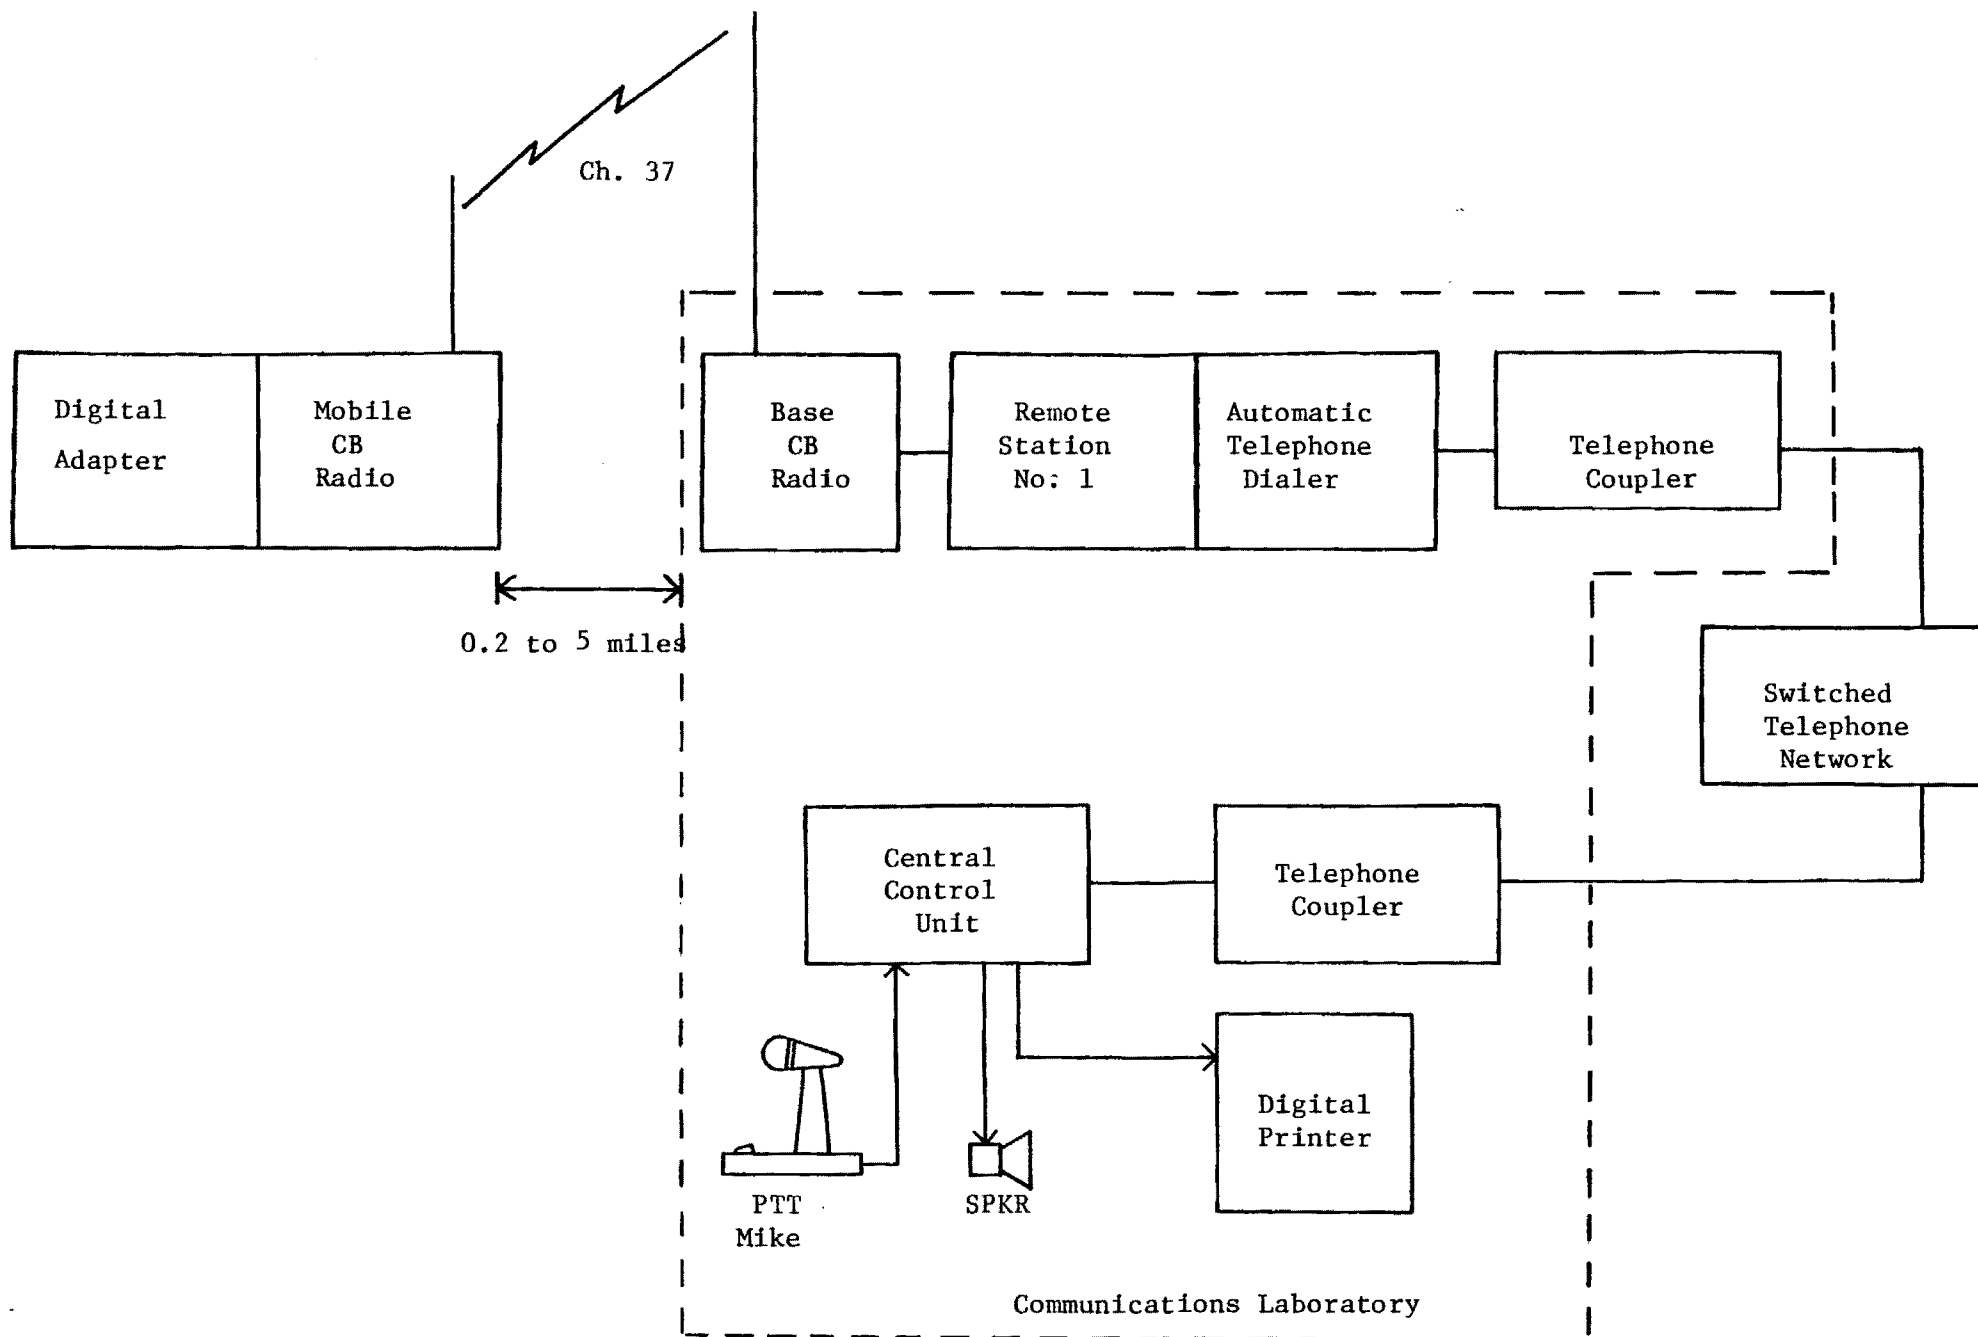 Ch. 37
Digital
Adapter
Mobile
CB
Radio
Base
CB
Radio
Remote
Station
No: 1
Automatic
Telephone
Dialer
Telephone
Coupler
0.2 to 5 miles
Switched
Telephone
Network
Central
Control
Unit
Telephone
Coupler
Digital
Printer
PTT
Mike
SPKR
Communications Laboratory